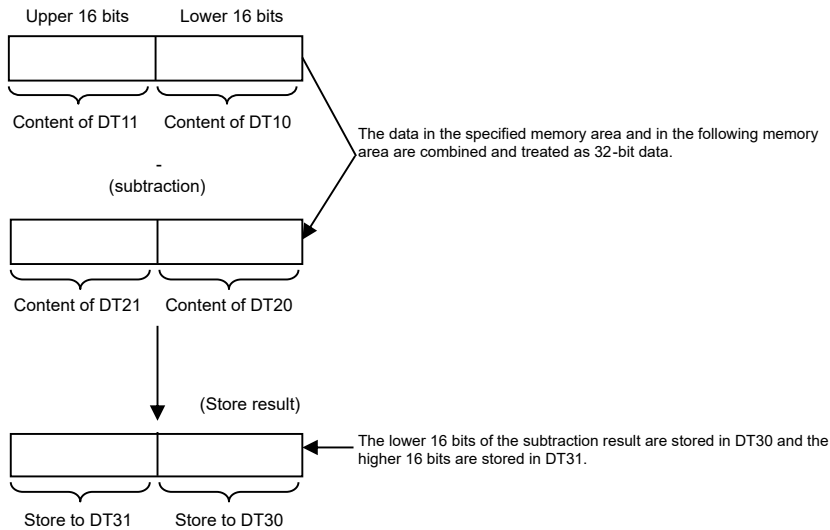 Upper 16 bits Lower 16 bits
Content of DT11 Content of DT10
The data in the specified memory area and in the following memory
area are combined and treated as 32-bit data.
-
(subtraction)
Content of DT21 Content of DT20
(Store result)
The lower 16 bits of the subtraction result are stored in DT30 and the
higher 16 bits are stored in DT31.
Store to DT31 Store to DT30